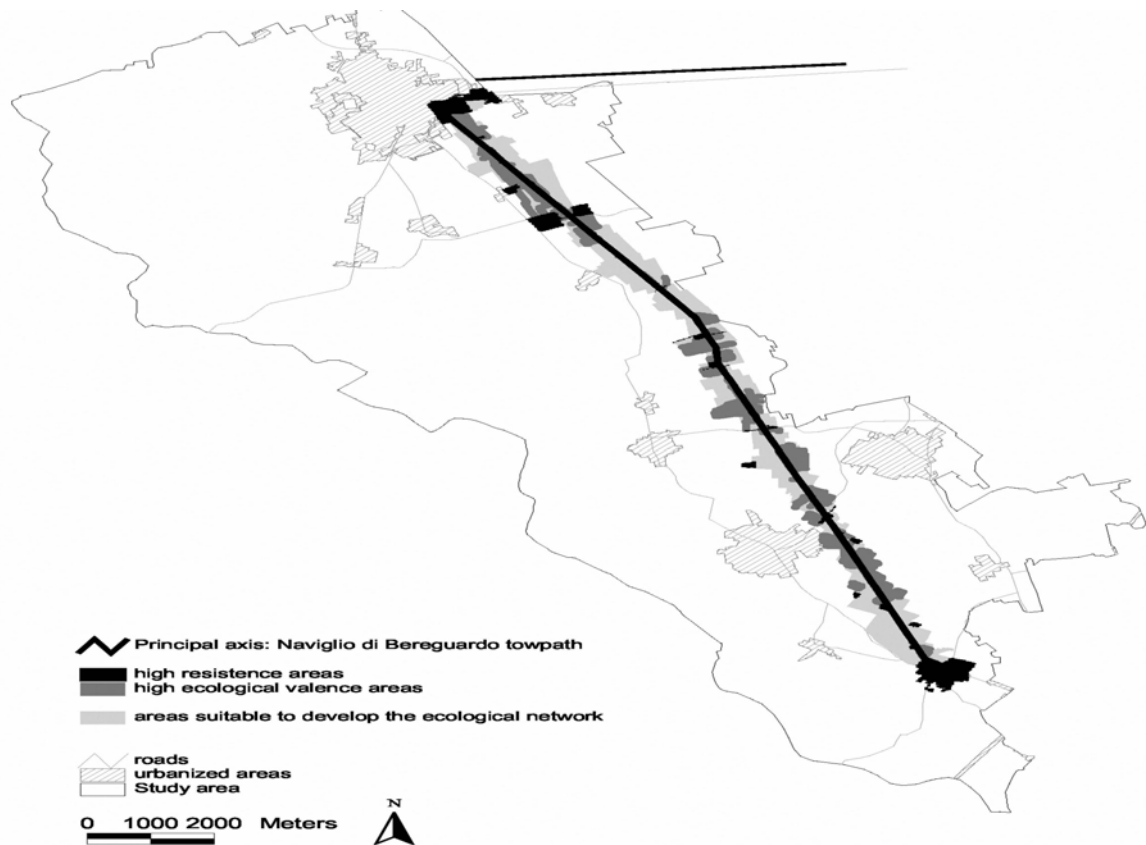 Principal axis: Naviglio di Bereguardo towpath
high resistence areas
high ecological valence areas
areas suitable to develop the ecological network
roads
urbanized areas
Study area
0 1000 2000 Meters
N